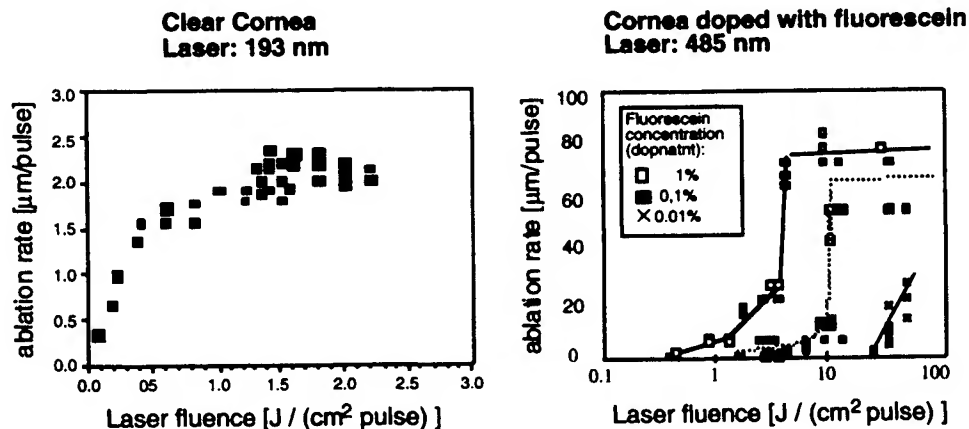 Clear Cornea
Laser: 193 nm
ablation rate [μm/pulse]
3.0
2.5
2.0
1.5
1.0
0.5
0.0
0.0
05
1.0
1.5
2.0
2.5
3.0
Laser fluence [J / (cm² pulse) ]
Cornea doped with fluorescein
Laser: 485 nm
ablation rate [μm/pulse]
100
80
60
40
20
0
Fluorescein
concentration
(dopnatnt):
1%
0,1%
0.01%
0.1
1
10
100
Laser fluence [J / (cm² pulse) ]